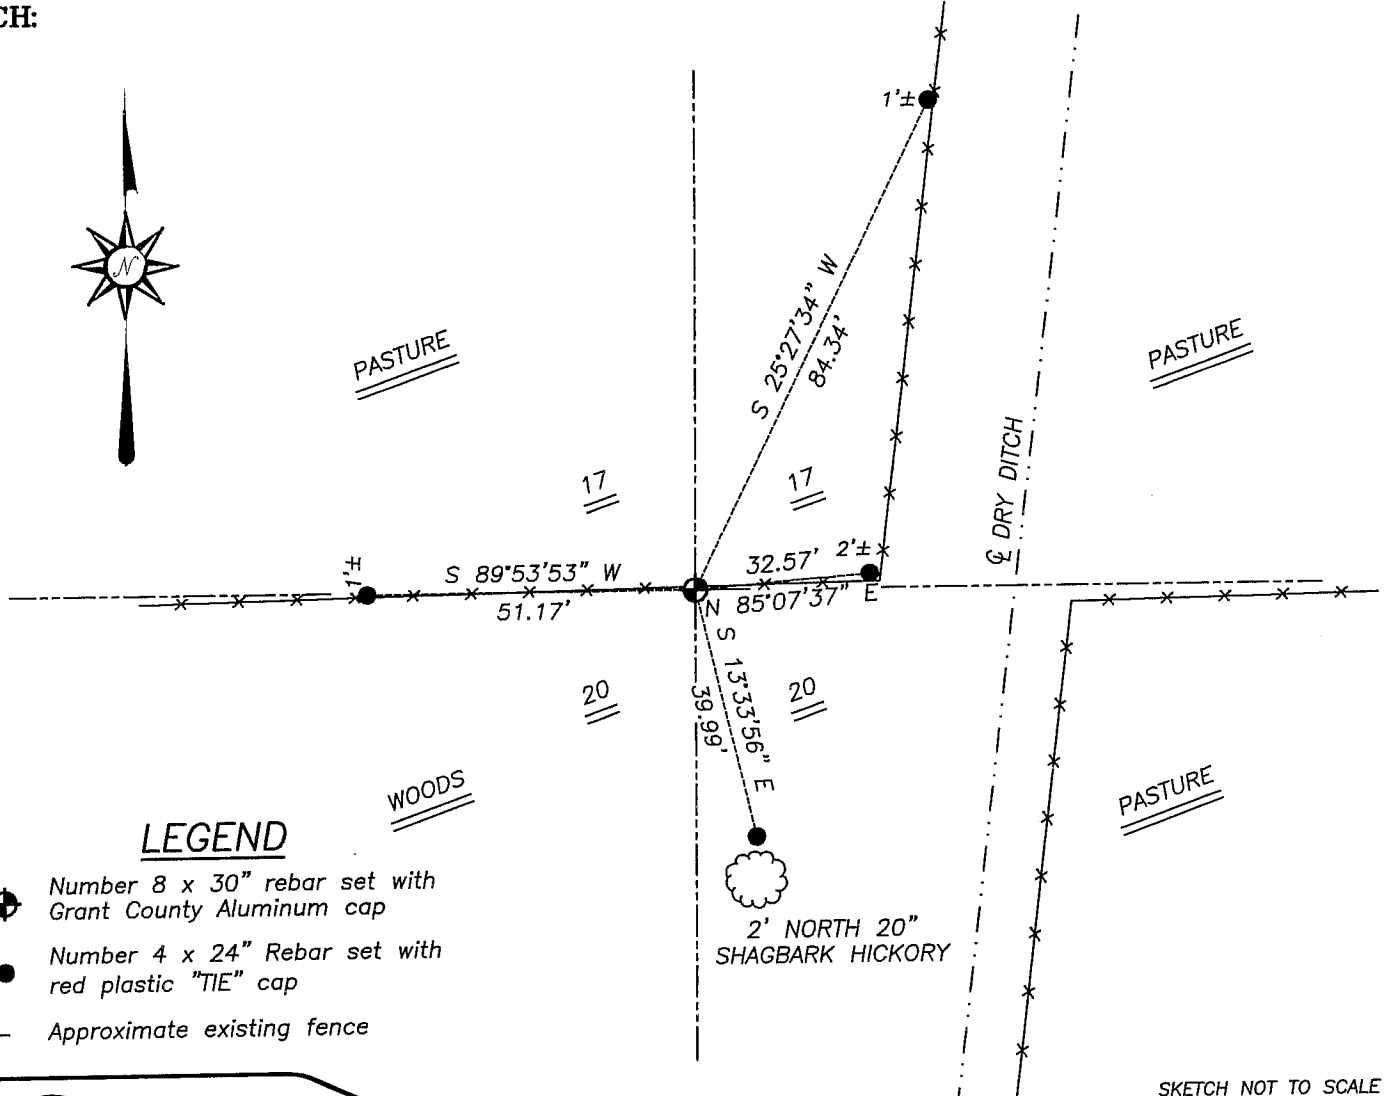 CH:
1'±
N
S 25°27'34" W
84.34'
PASTURE
PASTURE
17
17
℄ DRY DITCH
1'±
S 89°53'53" W
51.17'
32.57'
2'±
N 85°07'37" E
S 13°33'56" E
39.99'
20
20
WOODS
PASTURE
LEGEND
Number 8 x 30" rebar set with
Grant County Aluminum cap
Number 4 x 24" Rebar set with
red plastic "TIE" cap
Approximate existing fence
2' NORTH 20"
SHAGBARK HICKORY
SKETCH NOT TO SCALE